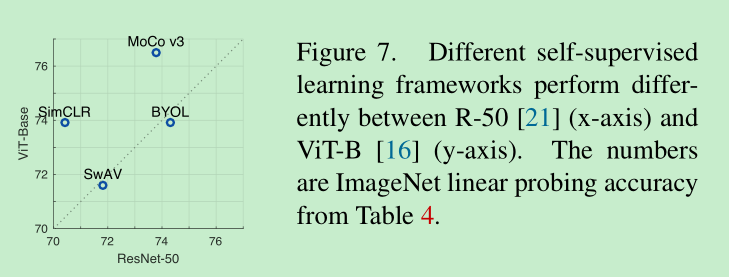 MoCo v3
76
SimCLR
BYOL
74
ViT-Base
SwAV
72
70
70 72 74 76
ResNet-50
Figure 7. Different self-supervised
learning frameworks perform differ-
ently between R-50 [21] (x-axis) and
ViT-B [16] (y-axis). The numbers
are ImageNet linear probing accuracy
from Table 4.